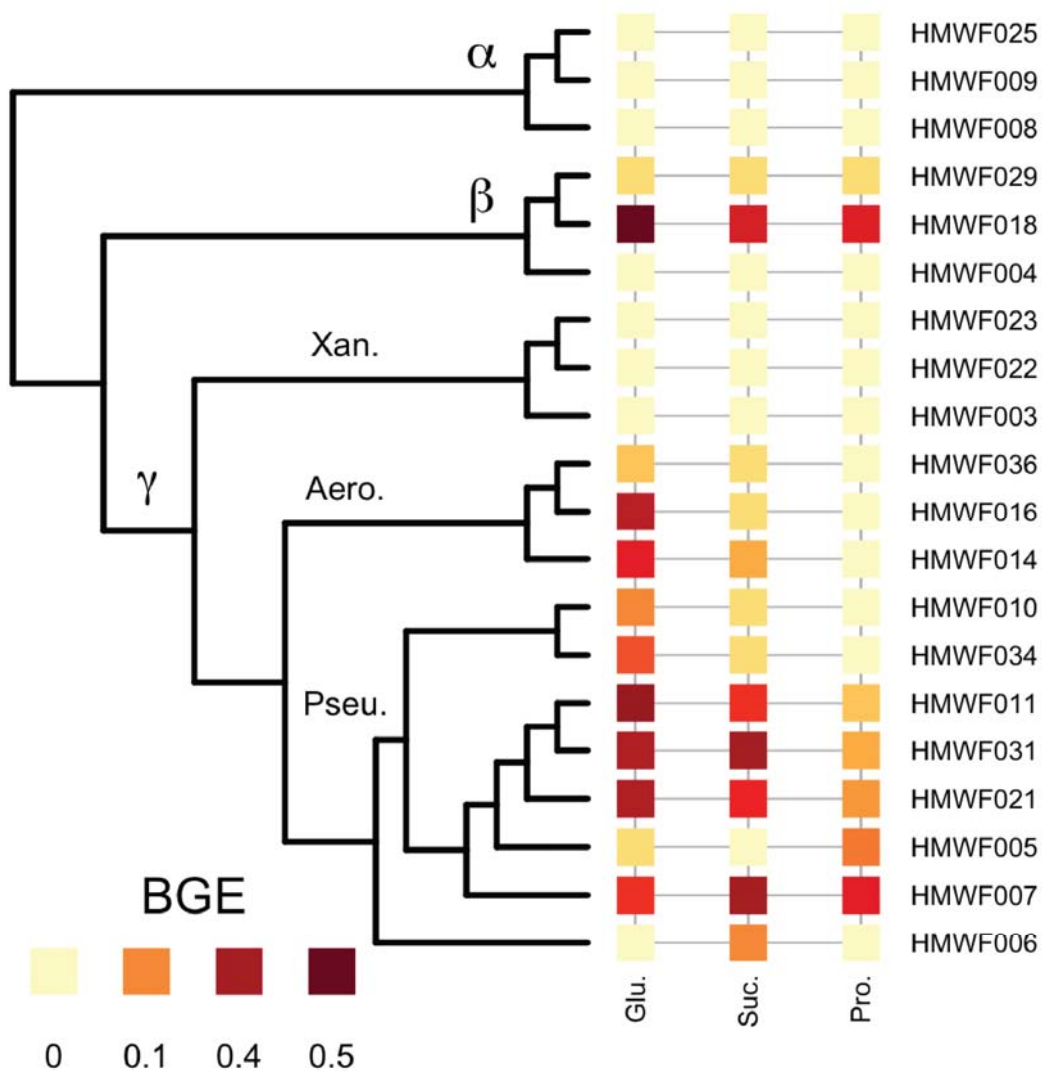 α
β
Xan.
γ
Aero.
Pseu.
HMWF025
HMWF009
HMWF008
HMWF029
HMWF018
HMWF004
HMWF023
HMWF022
HMWF003
HMWF036
HMWF016
HMWF014
HMWF010
HMWF034
HMWF011
HMWF031
HMWF021
HMWF005
HMWF007
HMWF006
Glu.
Suc.
Pro.
BGE
0 0.1 0.4 0.5